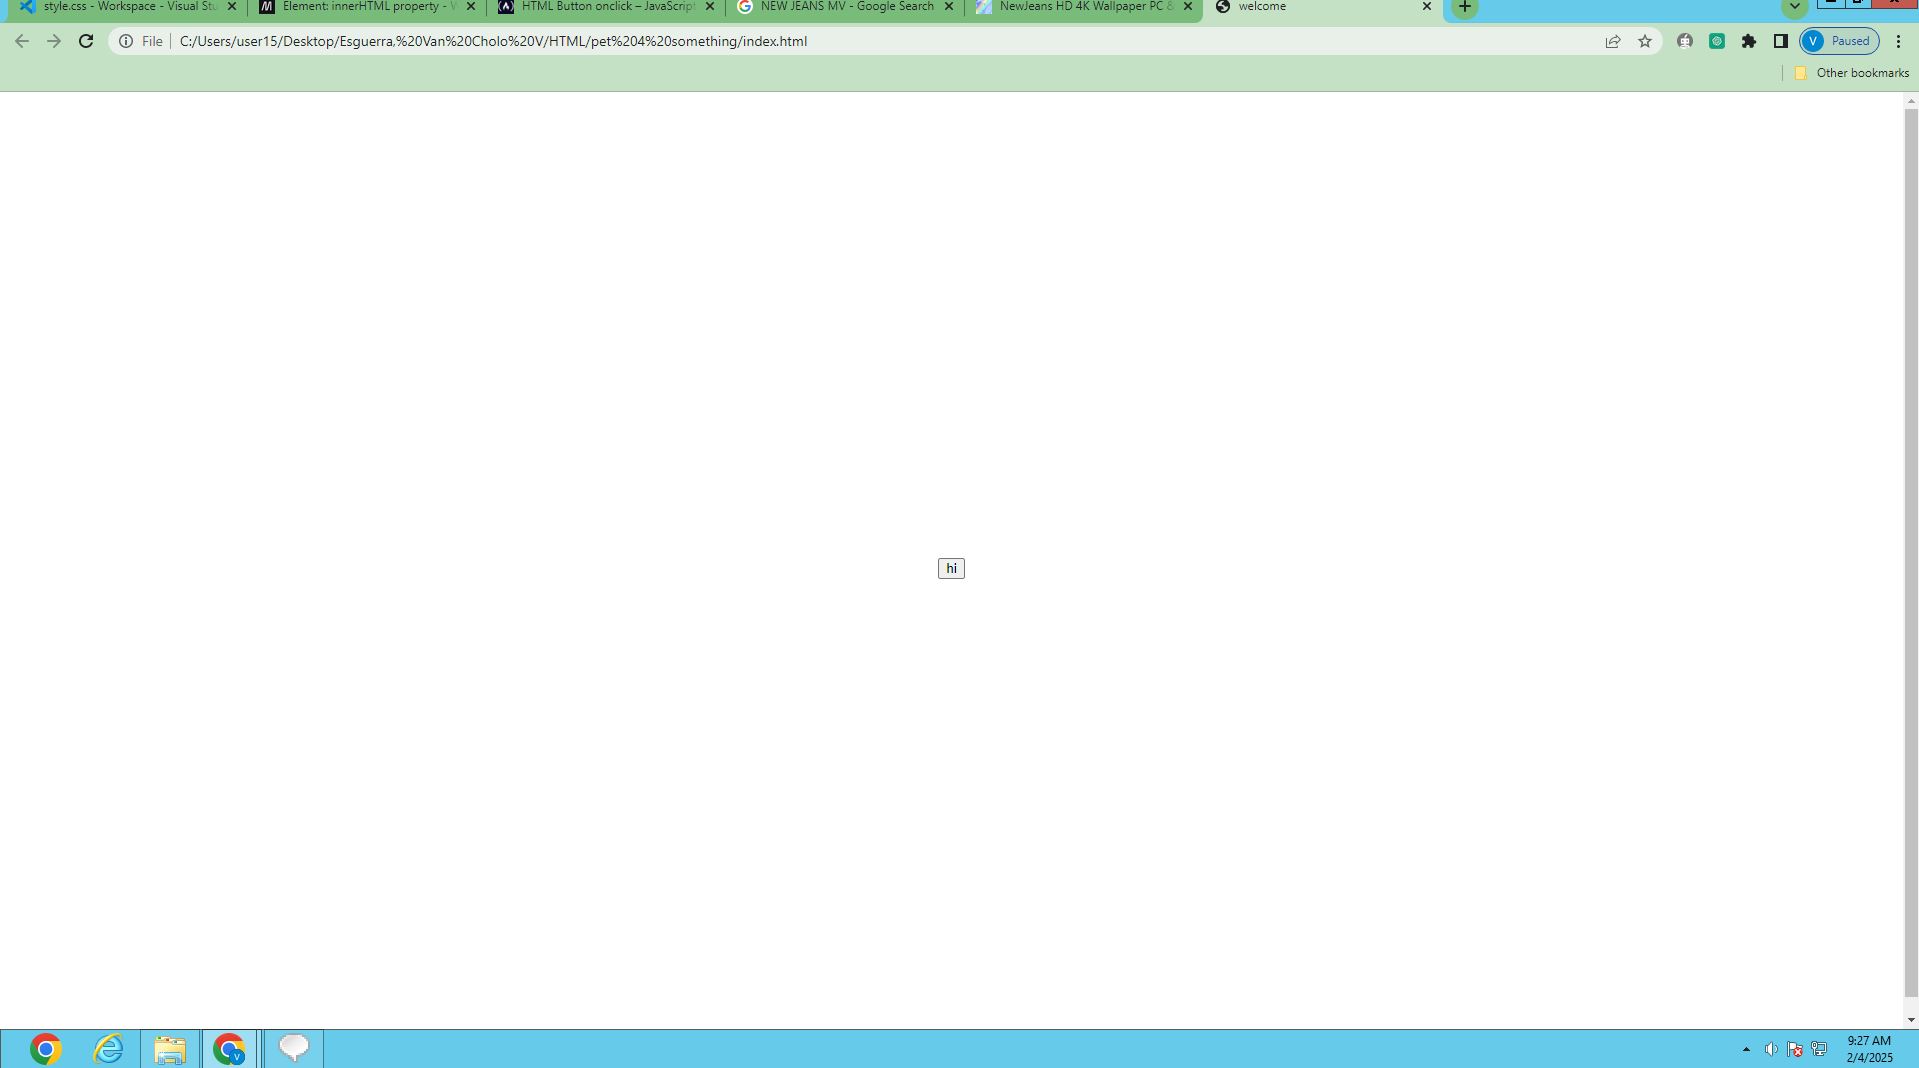 style.css - Workspace - Visual Stu
Element: innerHTML property - W
HTML Button onclick – JavaScript
NEW JEANS MV - Google Search
NewJeans HD 4K Wallpaper PC &
welcome
File
C:/Users/user15/Desktop/Esguerra,%20Van%20Cholo%20V/HTML/pet%204%20something/index.html
V Paused
Other bookmarks
hi
V
9:27 AM
2/4/2025